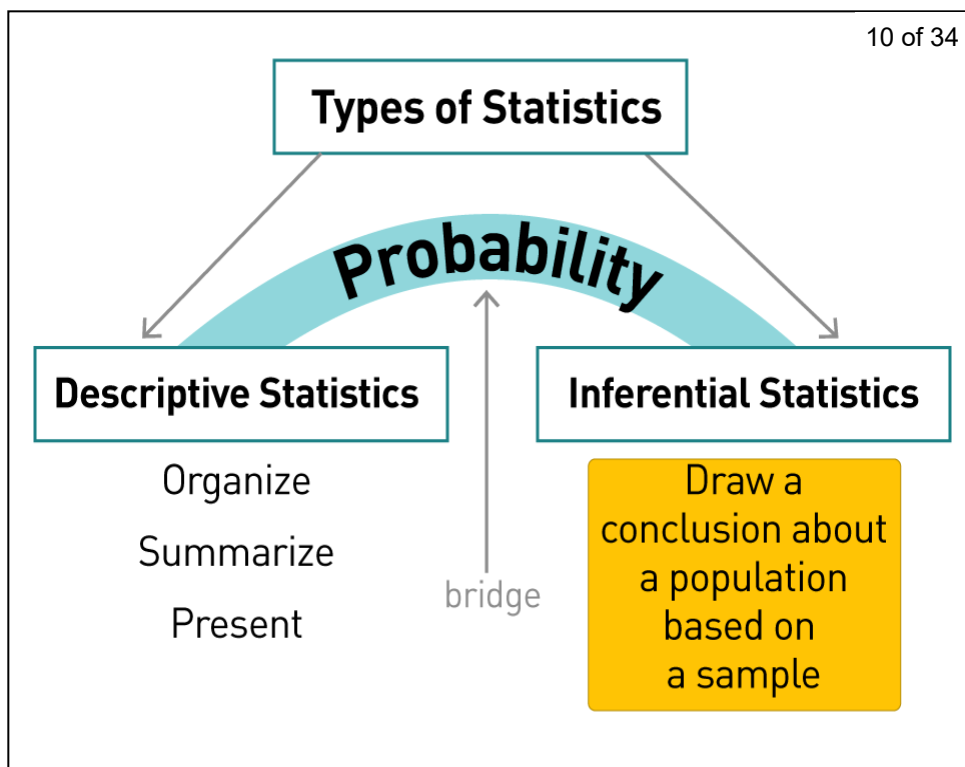 10 of 34
Types of Statistics
Probability
Descriptive Statistics
Organize
Summarize
Present
bridge
Inferential Statistics
Draw a
conclusion about
a population
based on
a sample